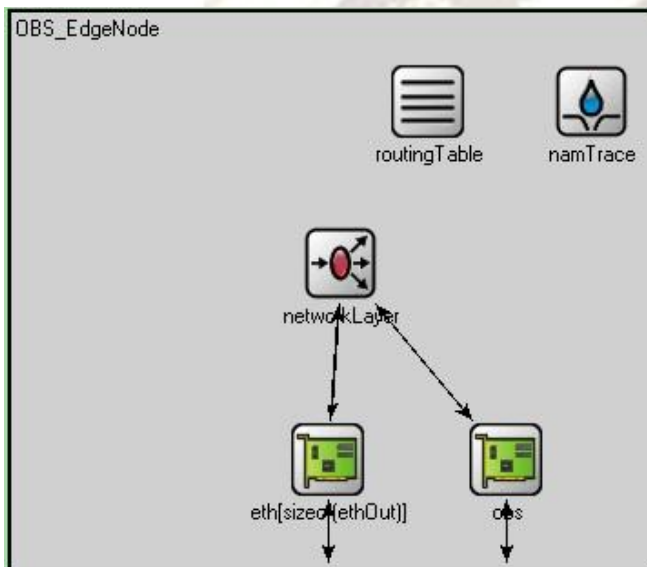 OBS_EdgeNode
routingTable
namTrace
networkLayer
eth[sizeof(ethOut)]
obs